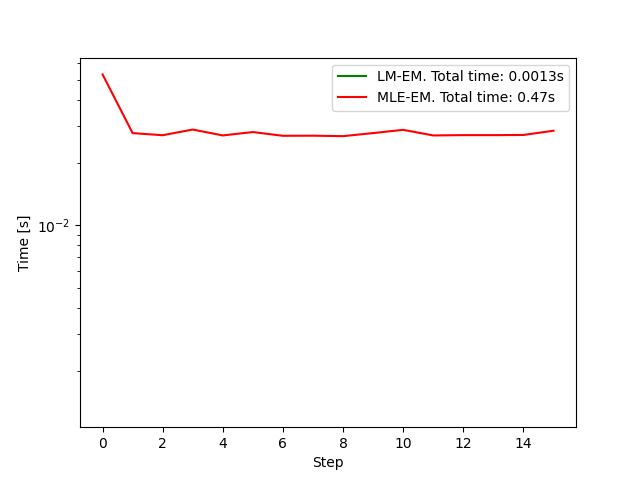 LM-EM. Total time: 0.0013s
MLE-EM. Total time: 0.47s
Time [s]
10⁻²
0 2 4 6 8 10 12 14
Step